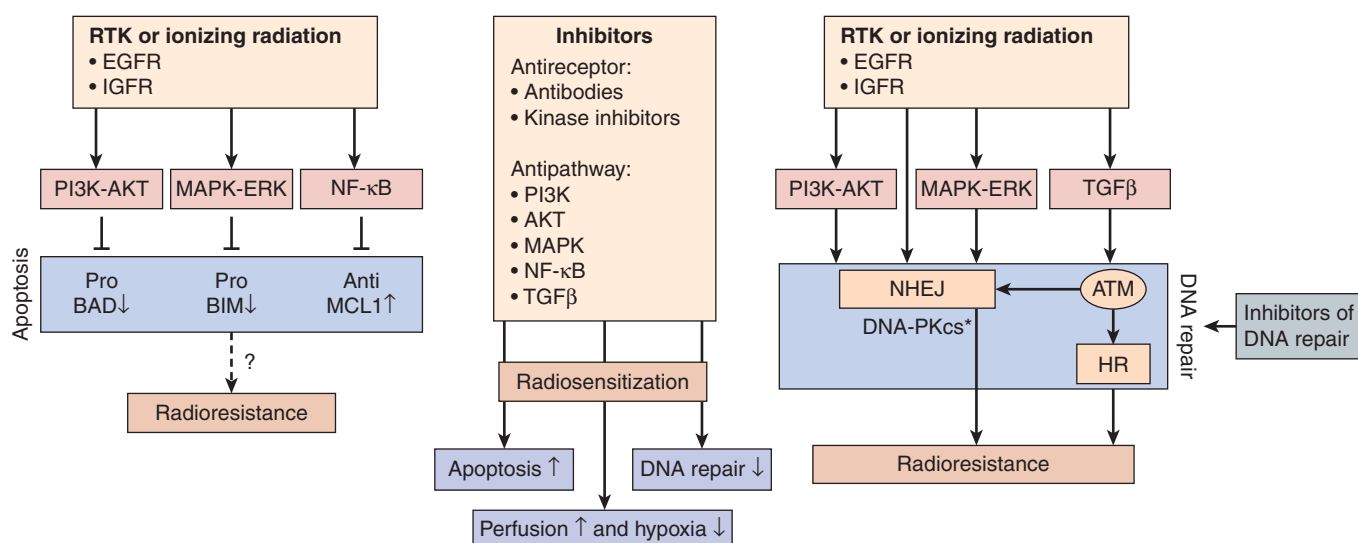 RTK or ionizing radiation
• EGFR
• IGFR
PI3K-AKT
MAPK-ERK
NF-κB
Apoptosis
Pro
BAD↓
Pro
BIM↓
Anti
MCL1↑
?
Radioresistance
Inhibitors
Antireceptor:
• Antibodies
• Kinase inhibitors
Antipathway:
• PI3K
• AKT
• MAPK
• NF-κB
• TGFβ
Radiosensitization
Apoptosis ↑
DNA repair ↓
Perfusion ↑ and hypoxia ↓
RTK or ionizing radiation
• EGFR
• IGFR
PI3K-AKT
MAPK-ERK
TGFβ
NHEJ
ATM
DNA-PKcs*
HR
DNA repair
Inhibitors of
DNA repair
Radioresistance